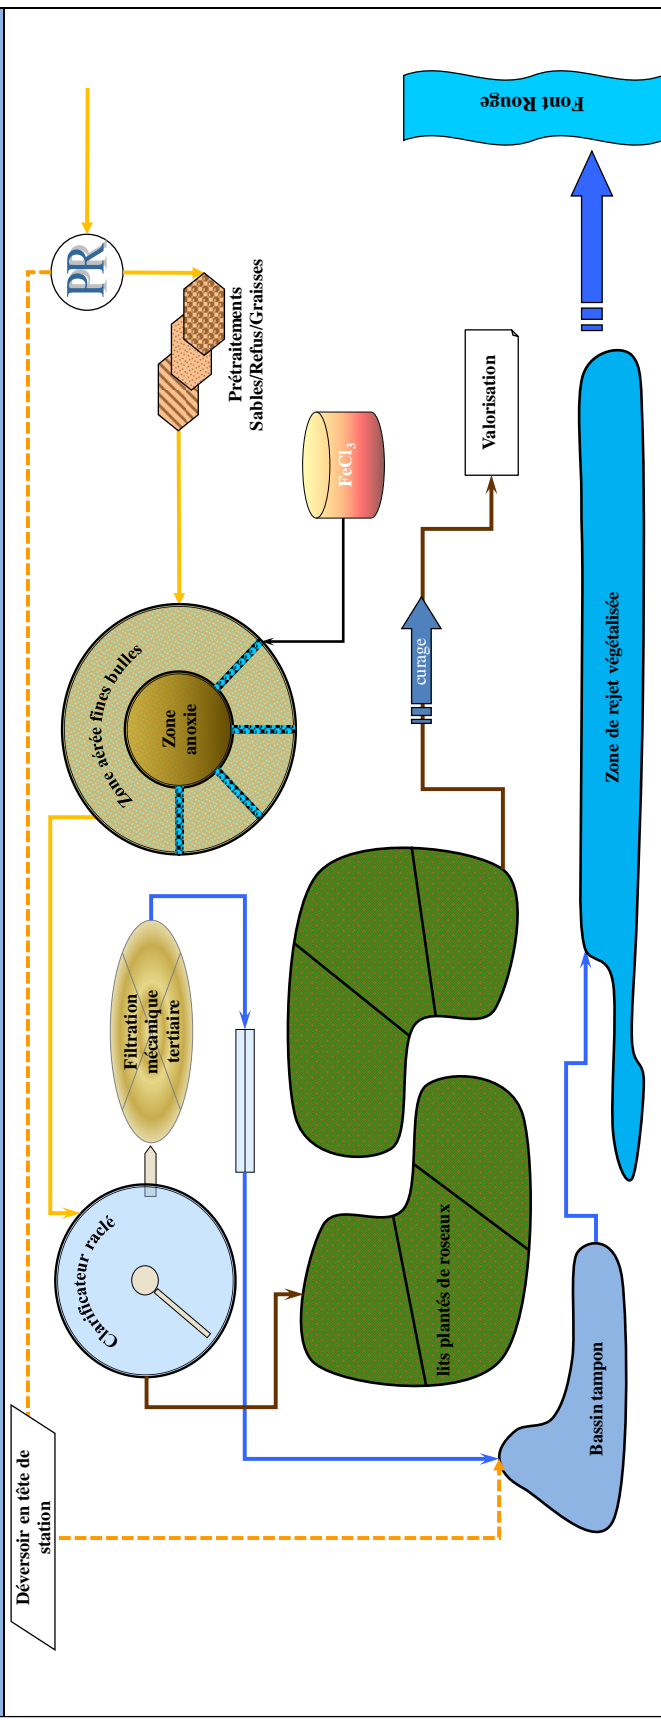 Déversoir en tête de
station
PR
Prétraitements
Sables/Refus/Graisses
Zone aérée fines bulles
Zone
anoxie
FeCl3
Clarificateur raclé
Filtration
mécanique
tertiaire
lits plantés de roseaux
curage
Valorisation
Bassin tampon
Zone de rejet végétalisée
Font Rouge